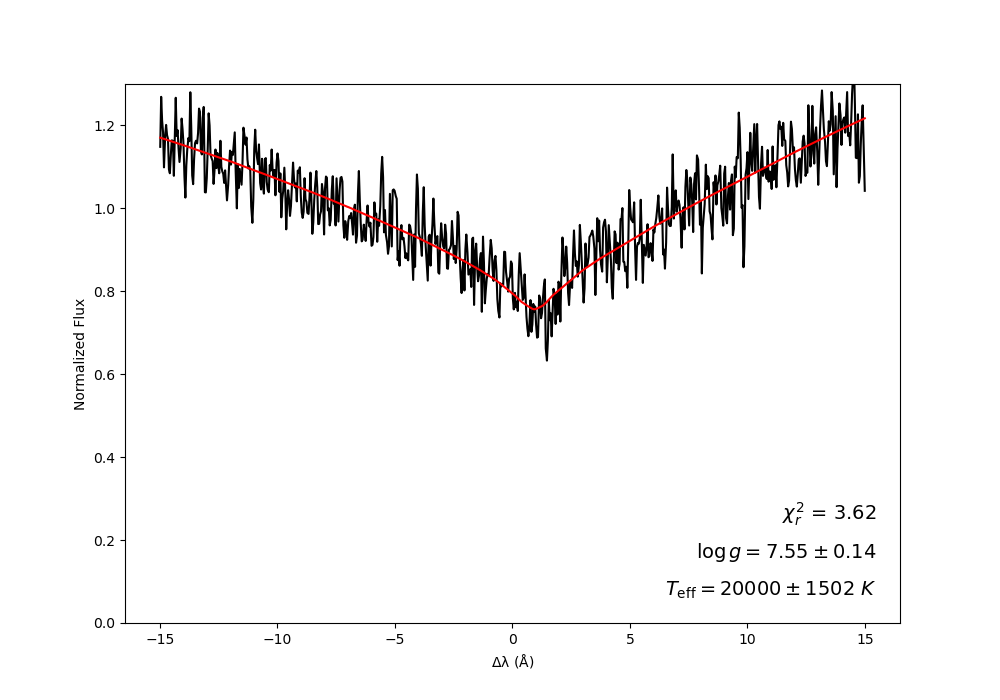 1.2
1.0
0.8
0.6
0.4
0.2
0.0
Normalized Flux
χ²ᵣ = 3.62
log g = 7.55 ± 0.14
T_eff = 20000 ± 1502 K
−15 −10 −5 0 5 10 15
Δλ (Å)